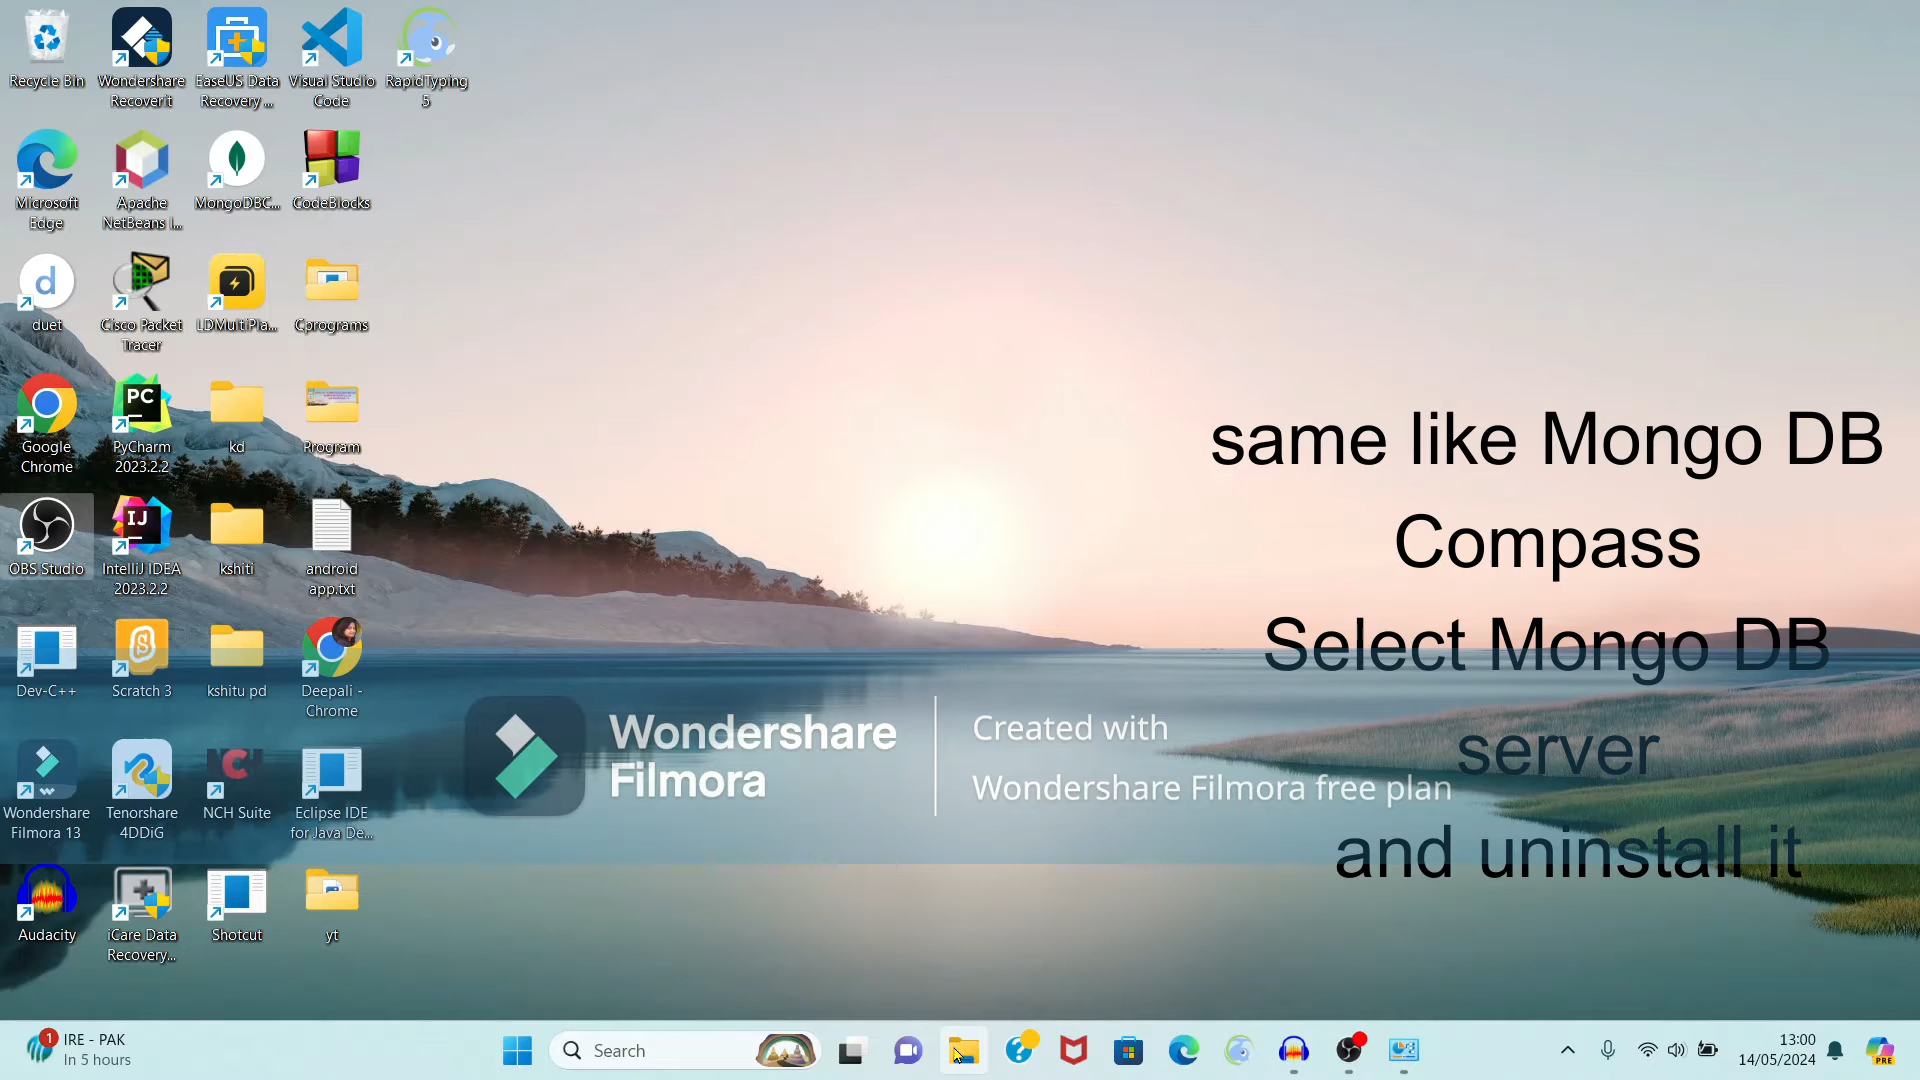 Recycle Bin
Wondershare
Recoverit
EaseUS Data
Recovery ...
Visual Studio
Code
RapidTyping
5
Microsoft
Edge
Apache
NetBeans I...
MongoDBC...
CodeBlocks
d
duet
Cisco Packet
Tracer
LDMultiPla...
Cprograms
Google
Chrome
PC
PyCharm
2023.2.2
kd
Program
OBS Studio
IJ
IntelliJ IDEA
2023.2.2
kshiti
android
app.txt
Dev-C++
Scratch 3
kshitu pd
Deepali -
Chrome
Wondershare
Filmora 13
Tenorshare
4DDiG
NCH
NCH Suite
Eclipse IDE
for Java De...
Audacity
iCare Data
Recovery...
Shotcut
yt
same like Mongo DB
Compass
Select Mongo DB
server
and uninstall it
Wondershare
Filmora
Created with
Wondershare Filmora free plan
1
IRE - PAK
In 5 hours
Search
13:00
14/05/2024
PRE